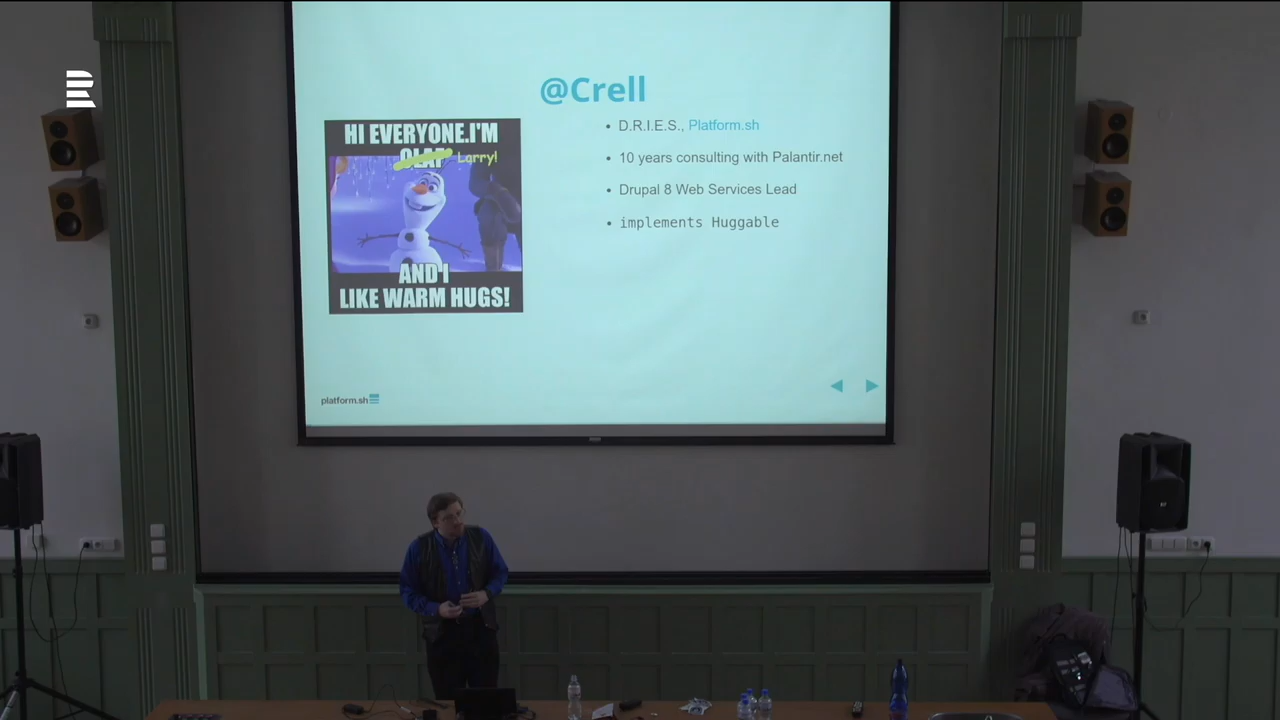 @Crell
HI EVERYONE.I'M
OLAF Larry!
AND I
LIKE WARM HUGS!
D.R.I.E.S., Platform.sh
10 years consulting with Palantir.net
Drupal 8 Web Services Lead
implements Huggable
platform.sh